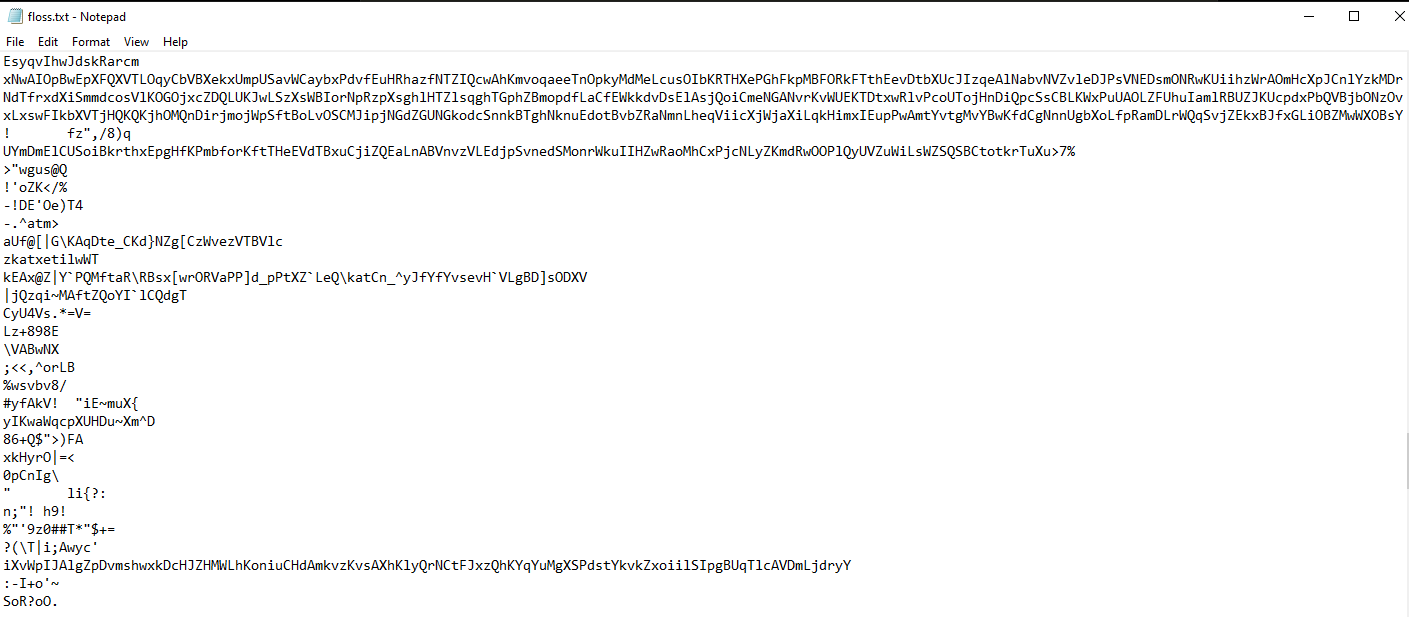 floss.txt - Notepad
File Edit Format View Help
EsyqvIhwJdskRarcm
xNwAIOpBwEpXFQXVTLOqyCbVBXekxUmpUSavWCaybxPdvfEuHRhazfNTZIQcwAhKmvoqaeeTnOpkyMdMeLcusOIbKRTHXePGhFkpMBFORkFTthEevDtbXUcJIzqeAlNabvNVZvleDJPsVNEDsmONRwKUiihzWrAOmHcXpJCnlYzkMDr
NdTfrxdXiSmmdcosVlKOGOjxcZDQLUKJwLSzXsWBIorNpRzpXsghlHTZlsqghTGphZBmopdfLaCfEWkkdvDsElAsjQoiCmeNGANvrKvWUEKTDtxwRlvPcoUTojHnDiQpcSsCBLKWxPuUAOLZFUhuIamlRBUZJKUcpdxPbQVBjbONzOv
xLxswFIkbXVTjHQKQKjhOMQnDirjmojWpSftBoLvOSCMJipjNGdZGUNGkodcSnnkBTghNknuEdotBvbZRaNmnLheqViicXjWjaXiLqkHimxIEupPwAmtYvtgMvYBwKfdCgNnnNUgbXoLfpRamDLrWQqSvjZEkxBJfxGLiOBZMwWXOBsY
!       fz",/8)q
UYmDmElCUSoiBkrthxEpgHfKPmbforKftTHeEVdTBxuCjiZQEaLnABVnvzVLEdjpSvnedSMonrWkuIIHZwRaoMhCxPjcNLyZKmdRwOOPlQyUVZuWiLsWZSQSBCtotkrTuXu>7%
>"wgus@Q
!'oZK</%
-!DE'Oe)T4
-.^atm>
aUf@[|G\KAqDte_CKd}NZg[CzWvezVTBVlc
zkatxetilwWT
kEAx@Z|Y`PQMftaR\RBsx[wrORVaPP]d_pPtXZ`LeQ\katCn_^yJfYfYvsevH`VLgBD]sODXV
|jQzqi~MAftZQoYI`lCQdgT
CyU4Vs.*=V=
Lz+898E
\VABwNX
;<<,^orLB
%wsvbv8/
#yfAkV!  "iE~muX{
yIKwaWqcpXUHDu~Xm^D
86+Q$">)FA
xkHyrO|=<
0pCnIg\
"       li{?:
n;"! h9!
%"'9z0##T*"$+=
?(\T|i;Awyc'
iXvWpIJAlgZpDvmshwxkDcHJZHMWLhKoniuCHdAmkvzKvsAXhKlyQrNCtFJxzQhKYqYuMgXSPdstYkvkZxoiilSIpgBUqTlcAVDmLjdryY
:-I+o'~
SoR?oO.